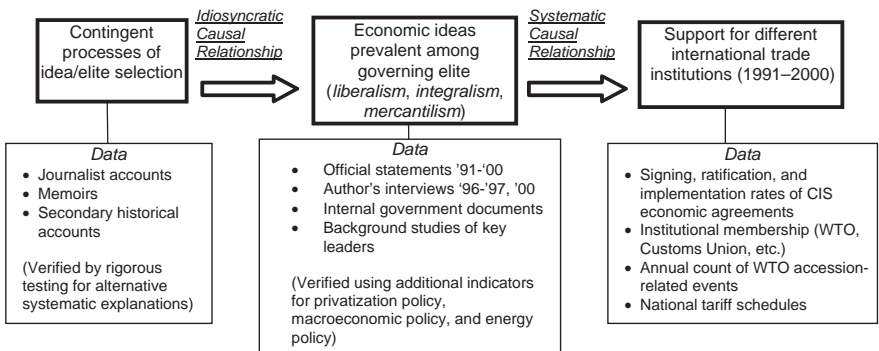 Contingent
processes of
idea/elite selection
Idiosyncratic
Causal
Relationship
Economic ideas
prevalent among
governing elite
(liberalism, integralism,
mercantilism)
Systematic
Causal
Relationship
Support for different
international trade
institutions (1991–2000)
Data
• Journalist accounts
• Memoirs
• Secondary historical
accounts
(Verified by rigorous
testing for alternative
systematic explanations)
Data
• Official statements '91-'00
• Author's interviews '96-'97, '00
• Internal government documents
• Background studies of key
leaders
(Verified using additional indicators
for privatization policy,
macroeconomic policy, and energy
policy)
Data
• Signing, ratification, and
implementation rates of CIS
economic agreements
• Institutional membership (WTO,
Customs Union, etc.)
• Annual count of WTO accession-
related events
• National tariff schedules